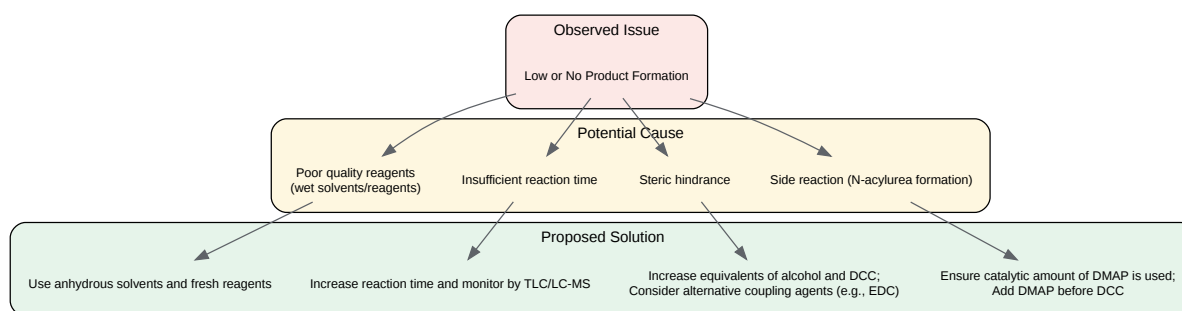 Observed Issue
Low or No Product Formation
Potential Cause
Poor quality reagents
(wet solvents/reagents)
Insufficient reaction time
Steric hindrance
Side reaction (N-acylurea formation)
Proposed Solution
Use anhydrous solvents and fresh reagents
Increase reaction time and monitor by TLC/LC-MS
Increase equivalents of alcohol and DCC;
Consider alternative coupling agents (e.g., EDC)
Ensure catalytic amount of DMAP is used;
Add DMAP before DCC